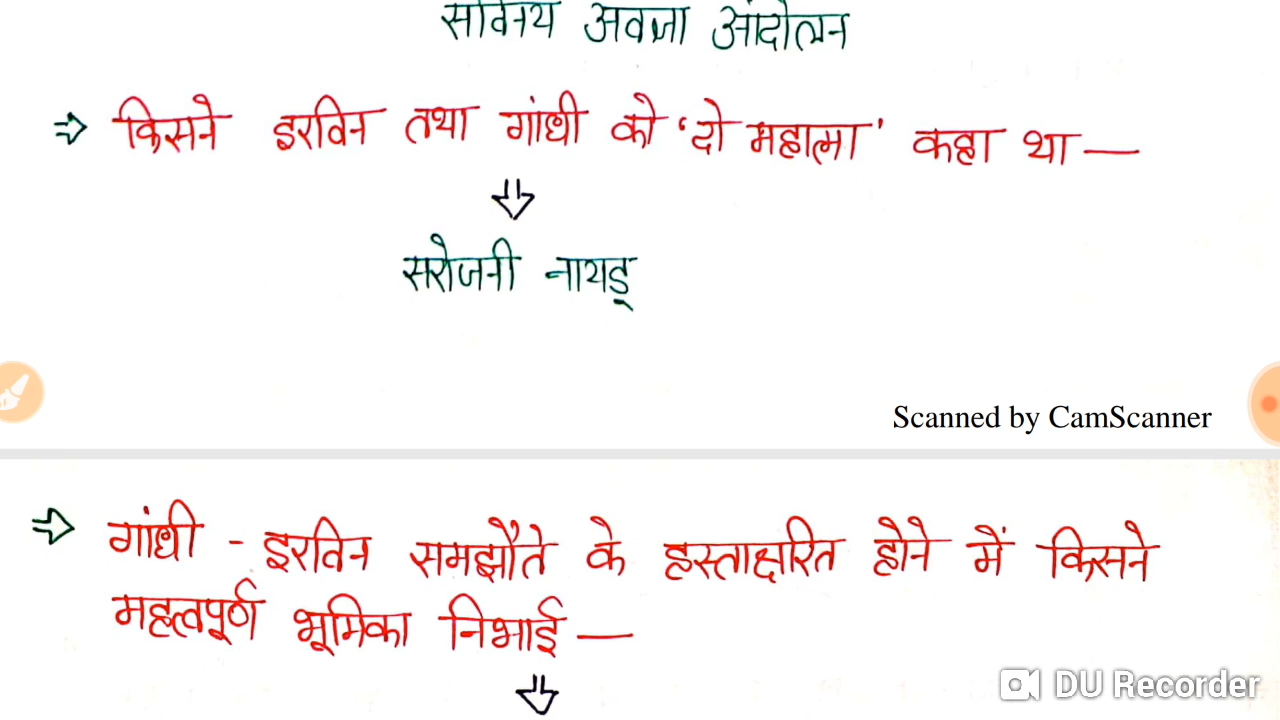 सविनय अवज्ञा आंदोलन
⇒ किसने इरविन तथा गांधी को 'दो महात्मा' कहा था —
सरोजनी नायडू
Scanned by CamScanner
⇒ गांधी - इरविन समझौते के हस्ताक्षरित होने में किसने
महत्वपूर्ण भूमिका निभाई —
DU Recorder